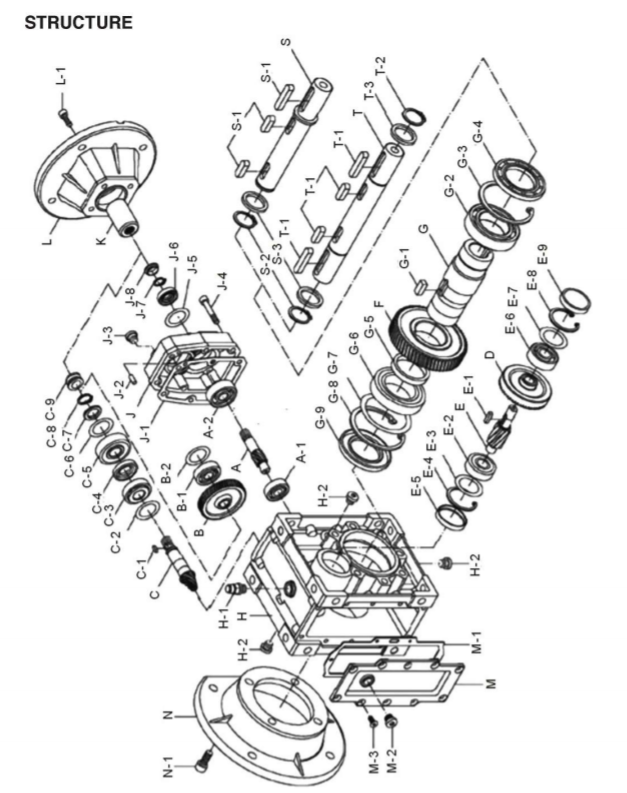 STRUCTURE
L-1
L
K
S
S-1
S-1
T-2
T-3
T
T-1
T-1
T-1
S-2
S-3
J-8
J-7
J-6
J-5
J-4
J-3
J-2
J
J-1
G-4
G-3
G-2
G
G-1
F
G-5
G-6
G-7
G-8
G-9
E-9
E-8
E-7
E-6
D
E-1
E
E-2
E-3
E-4
E-5
C-9
C-8
C-7
C-6
C-5
C-4
C-3
C-2
C-1
C
A-2
A
A-1
B-2
B-1
B
H-2
H-2
H-1
H
H-2
M-1
M
M-2
M-3
N
N-1